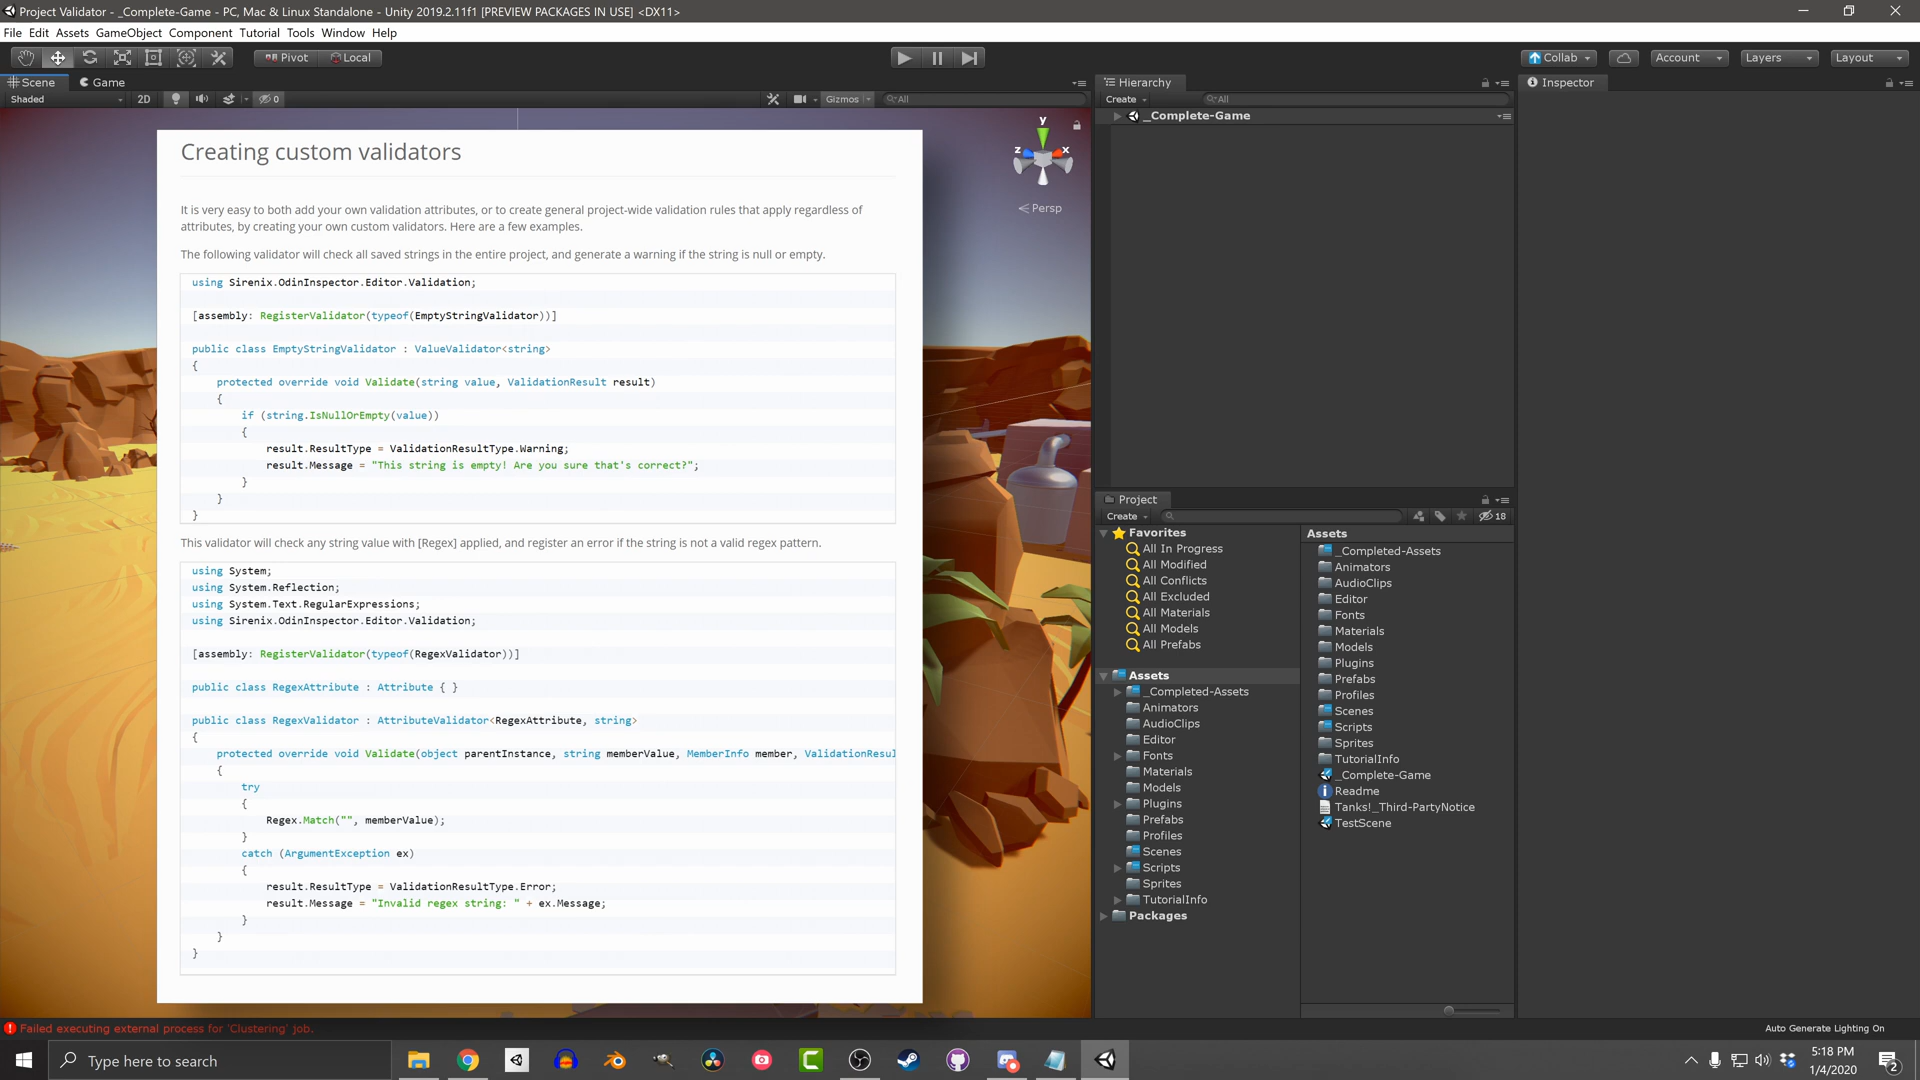 Project Validator - _Complete-Game - PC, Mac & Linux Standalone - Unity 2019.2.11f1 [PREVIEW PACKAGES IN USE] <DX11>
File Edit Assets GameObject Component Tutorial Tools Window Help
Pivot Local Collab Account Layers Layout
Scene Game
Shaded 2D 0 Gizmos All
Creating custom validators
It is very easy to both add your own validation attributes, or to create general project-wide validation rules that apply regardless of
attributes, by creating your own custom validators. Here are a few examples.
The following validator will check all saved strings in the entire project, and generate a warning if the string is null or empty.
using Sirenix.OdinInspector.Editor.Validation;
[assembly: RegisterValidator(typeof(EmptyStringValidator))]
public class EmptyStringValidator : ValueValidator<string>
{
protected override void Validate(string value, ValidationResult result)
{
if (string.IsNullOrEmpty(value))
{
result.ResultType = ValidationResultType.Warning;
result.Message = "This string is empty! Are you sure that's correct?";
}
}
}
This validator will check any string value with [Regex] applied, and register an error if the string is not a valid regex pattern.
using System;
using System.Reflection;
using System.Text.RegularExpressions;
using Sirenix.OdinInspector.Editor.Validation;
[assembly: RegisterValidator(typeof(RegexValidator))]
public class RegexAttribute : Attribute { }
public class RegexValidator : AttributeValidator<RegexAttribute, string>
{
protected override void Validate(object parentInstance, string memberValue, MemberInfo member, ValidationResul
{
try
{
Regex.Match("", memberValue);
}
catch (ArgumentException ex)
{
result.ResultType = ValidationResultType.Error;
result.Message = "Invalid regex string: " + ex.Message;
}
}
}
y
z
x
Persp
Hierarchy
Create All
_Complete-Game
Project
Create 18
Favorites
All In Progress
All Modified
All Conflicts
All Excluded
All Materials
All Models
All Prefabs
Assets
_Completed-Assets
Animators
AudioClips
Editor
Fonts
Materials
Models
Plugins
Prefabs
Profiles
Scenes
Scripts
Sprites
TutorialInfo
Packages
Assets
_Completed-Assets
Animators
AudioClips
Editor
Fonts
Materials
Models
Plugins
Prefabs
Profiles
Scenes
Scripts
Sprites
TutorialInfo
_Complete-Game
Readme
Tanks!_Third-PartyNotice
TestScene
Inspector
Failed executing external process for 'Clustering' job.
Auto Generate Lighting On
Type here to search
5:18 PM
1/4/2020
2